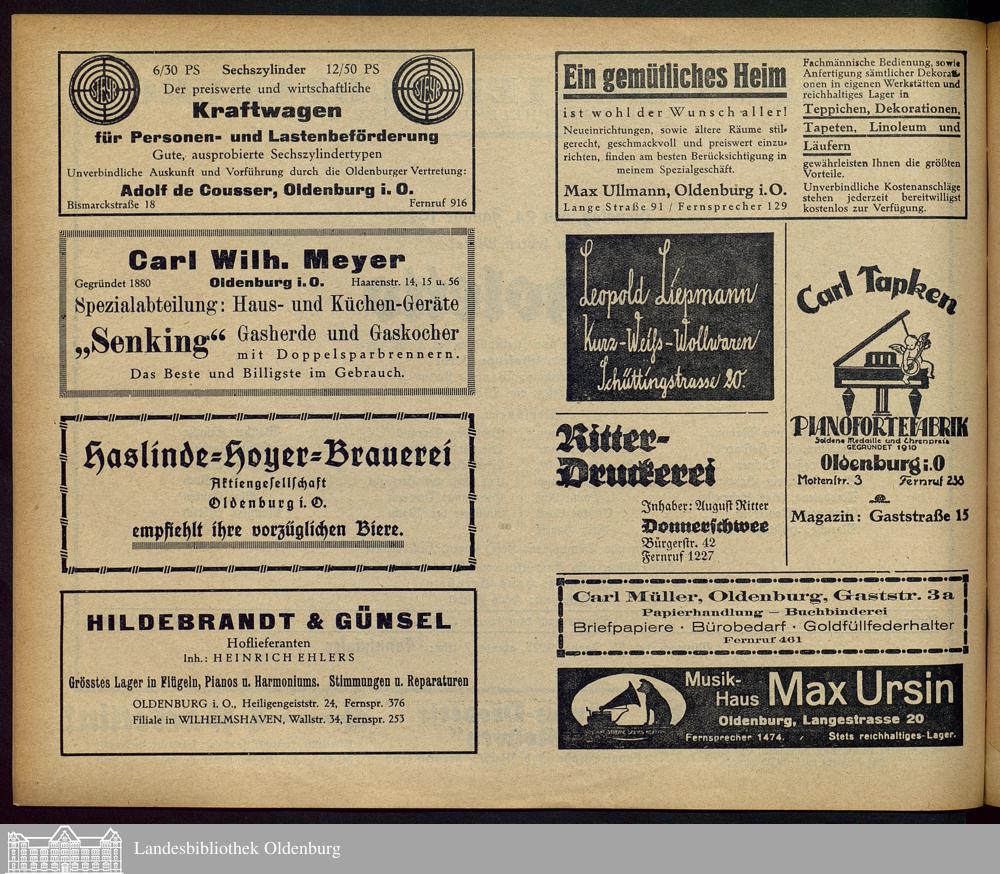 STEYR
STEYR
6/30 PS Sechszylinder 12/50 PS
Der preiswerte und wirtschaftliche
Kraftwagen
für Personen- und Lastenbeförderung
Gute, ausprobierte Sechszylindertypen
Unverbindliche Auskunft und Vorführung durch die Oldenburger Vertretung:
Adolf de Cousser, Oldenburg i. O.
Bismarckstraße 18 Fernruf 916
Carl Wilh. Meyer
Gegründet 1880 Oldenburg i. O. Haarenstr. 14, 15 u. 56
Spezialabteilung: Haus- und Küchen-Geräte
„Senking“ Gasherde und Gaskocher
mit Doppelsparbrennern.
Das Beste und Billigste im Gebrauch.
Haslinde-Hoyer-Brauerei
Aktiengesellschaft
Oldenburg i. O.
empfiehlt ihre vorzüglichen Biere.
HILDEBRANDT & GÜNSEL
Hoflieferanten
Inh.: HEINRICH EHLERS
Grösstes Lager in Flügeln, Pianos u. Harmoniums. Stimmungen u. Reparaturen
OLDENBURG i. O., Heiligengeiststr. 24, Fernspr. 376
Filiale in WILHELMSHAVEN, Wallstr. 34, Fernspr. 253
Ein gemütliches Heim
ist wohl der Wunsch aller!
Neueinrichtungen, sowie ältere Räume stil-
gerecht, geschmackvoll und preiswert einzu-
richten, finden am besten Berücksichtigung in
meinem Spezialgeschäft.
Max Ullmann, Oldenburg i. O.
Lange Straße 91 / Fernsprecher 129
Fachmännische Bedienung, sowie
Anfertigung sämtlicher Dekorati-
onen in eigenen Werkstätten und
reichhaltiges Lager in
Teppichen, Dekorationen,
Tapeten, Linoleum und
Läufern
gewährleisten Ihnen die größten
Vorteile.
Unverbindliche Kostenanschläge
stehen jederzeit bereitwilligst
kostenlos zur Verfügung.
Leopold Liepmann
Kurz-Weiß-Wollwaren
Schüttingstrasse 20.
Carl Tapken
PIANOFORTEFABRIK
Goldene Medaille und Ehrenpreis
GEGRÜNDET 1910
Oldenburg i. O
Mottenstr. 3 Fernruf 238
Magazin: Gaststraße 15
Ritter-
Druckerei
Inhaber: August Ritter
Donnerschwee
Bürgerstr. 42
Fernruf 1227
Carl Müller, Oldenburg, Gaststr. 3a
Papierhandlung — Buchbinderei
Briefpapiere · Bürobedarf · Goldfüllfederhalter
Fernruf 461
Musik-
Haus Max Ursin
Oldenburg, Langestrasse 20
Fernsprecher 1474. Stets reichhaltiges-Lager.
Landesbibliothek Oldenburg